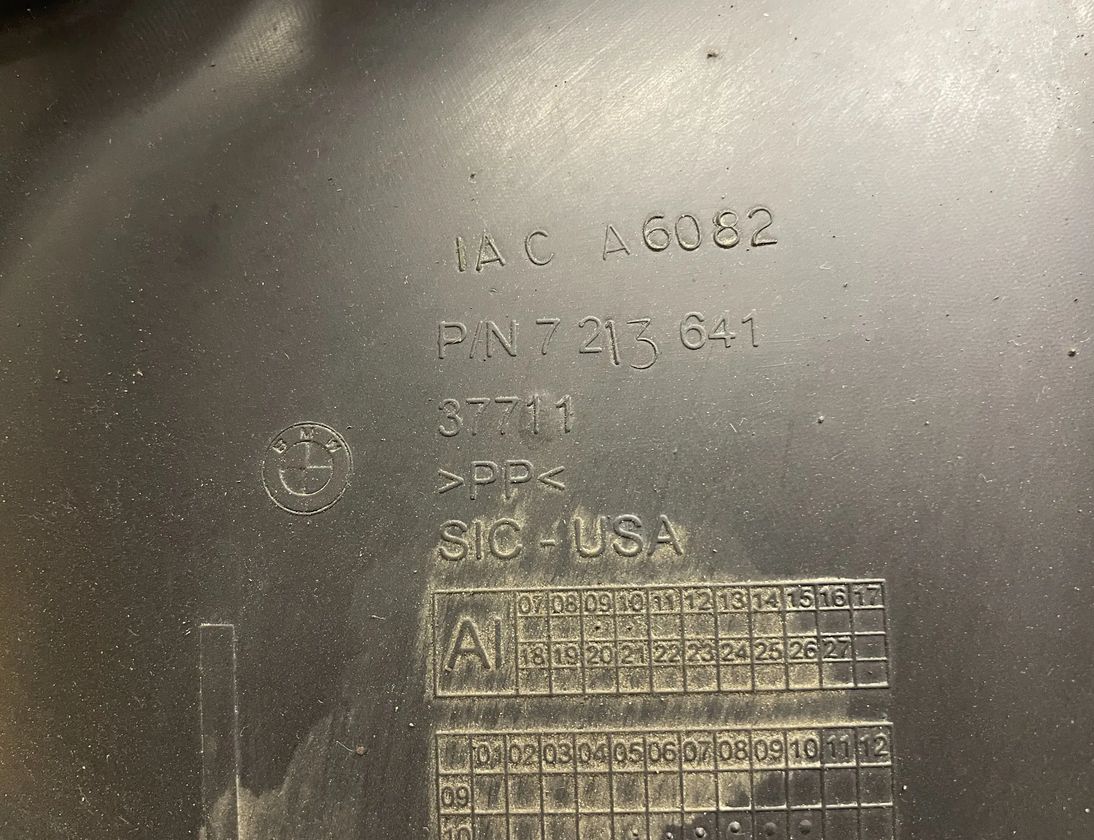 IAC A6082
P/N 7 213 641
37711
BMW
>PP<
SIC - USA
AI 07 08 09 10 11 12 13 14 15 16 17
18 19 20 21 22 23 24 25 26 27
01 02 03 04 05 06 07 08 09 10 11 12
09
10